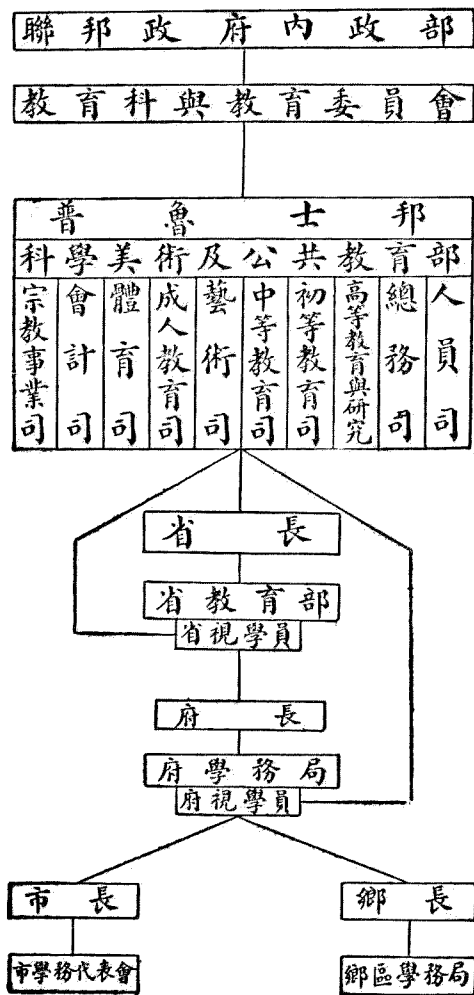 聯邦政府內政部
教育科與教育委員會
普魯士邦
科學美術及公共教育部
人員司
總務司
高等教育與研究
初等教育司
中等教育司
藝術司
成人教育司
體育司
會計司
宗教事業司
省長
省教育部
省視學員
府長
府學務局
府視學員
市長
鄉長
市學務代表會
鄉區學務局